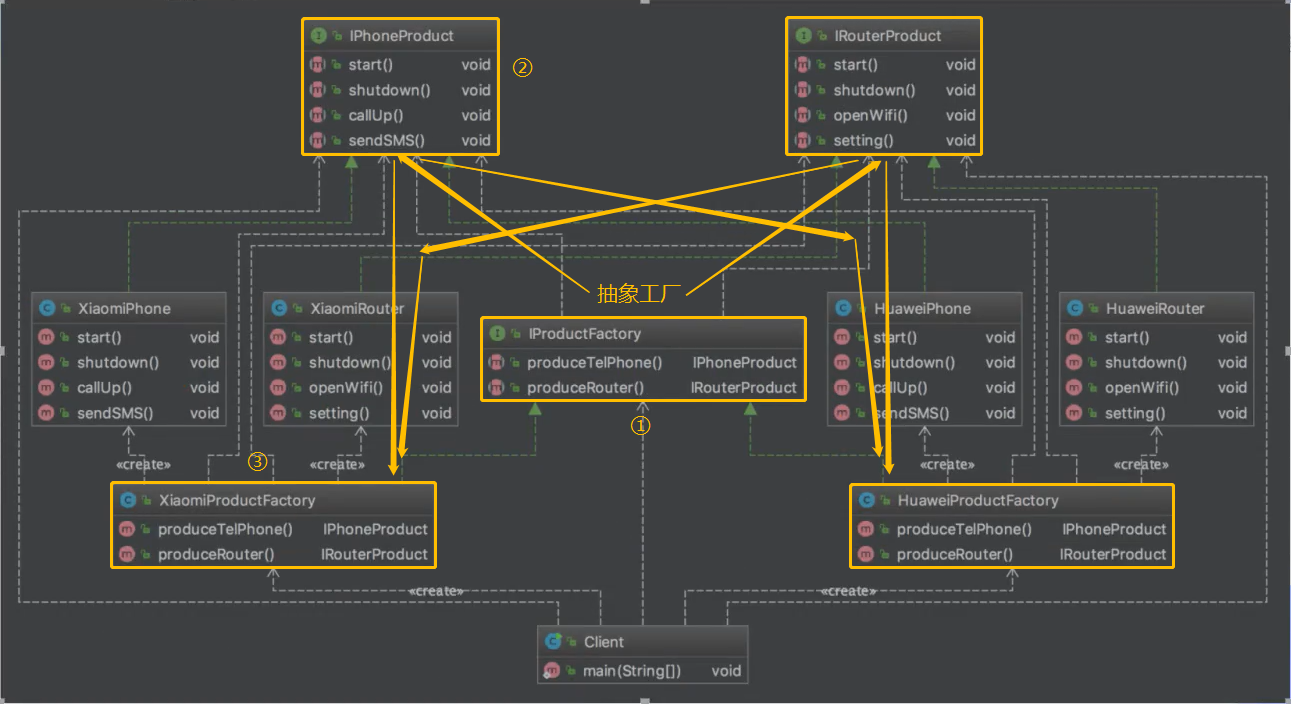 IPhoneProduct
start() void
shutdown() void
callUp() void
sendSMS() void
②
IRouterProduct
start() void
shutdown() void
openWifi() void
setting() void
抽象工厂
XiaomiPhone
start() void
shutdown() void
callUp() void
sendSMS() void
XiaomiRouter
start() void
shutdown() void
openWifi() void
setting() void
IProductFactory
produceTelPhone() IPhoneProduct
produceRouter() IRouterProduct
①
HuaweiPhone
start() void
shutdown() void
callUp() void
sendSMS() void
HuaweiRouter
start() void
shutdown() void
openWifi() void
setting() void
«create»
③
«create»
«create»
«create»
XiaomiProductFactory
produceTelPhone() IPhoneProduct
produceRouter() IRouterProduct
HuaweiProductFactory
produceTelPhone() IPhoneProduct
produceRouter() IRouterProduct
«create»
«create»
Client
main(String[]) void